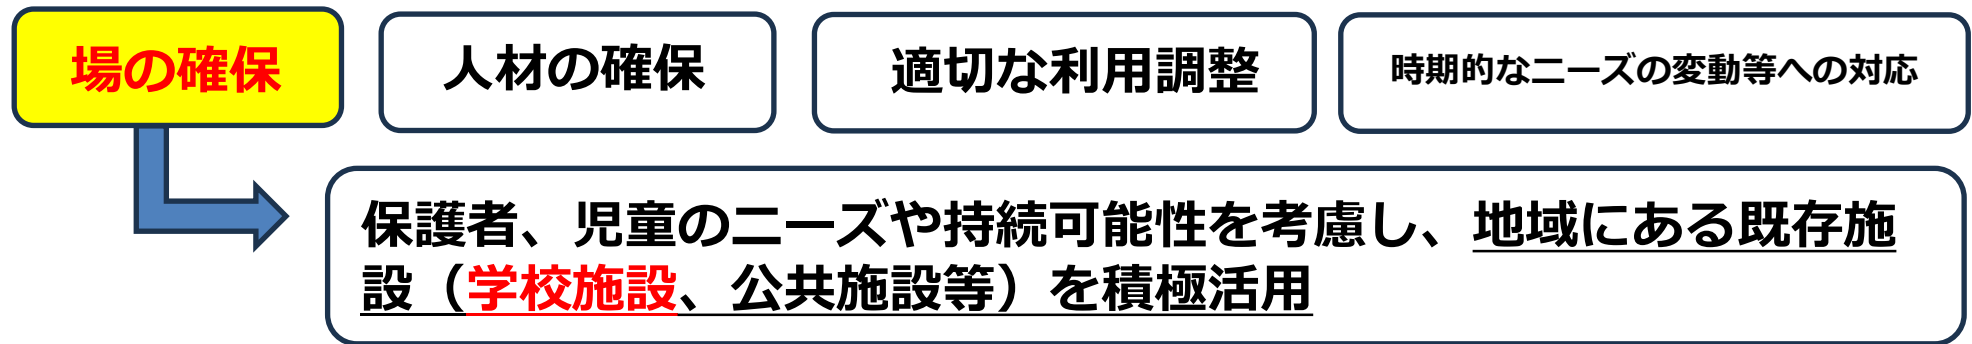 場の確保
人材の確保
適切な利用調整
時期的なニーズの変動等への対応
保護者、児童のニーズや持続可能性を考慮し、地域にある既存施
設（学校施設、公共施設等）を積極活用